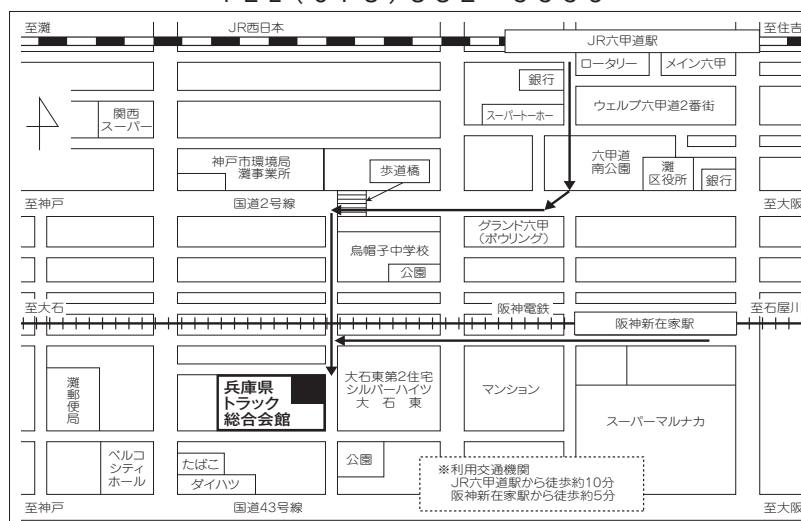 至灘
JR西日本
JR六甲道駅
至住吉
ロータリー
メイン六甲
銀行
関西
スーパー
スーパートーホー
ウェルブ六甲道2番街
神戸市環境局
灘事業所
歩道橋
六甲道
南公園
灘
区役所
銀行
至神戸
国道2号線
至大阪
グランド六甲
(ボウリング)
烏帽子中学校
公園
至大石
阪神電鉄
至石屋川
阪神新在家駅
灘
郵
便
局
兵庫県
トラック
総合会館
大石東第2住宅
シルバーハイツ
大石東
マンション
スーパーマルナカ
ベルコ
シティ
ホール
たばこ
ダイハツ
公園
※利用交通機関
JR六甲道駅から徒歩約10分
阪神新在家駅から徒歩約5分
至神戸
国道43号線
至大阪